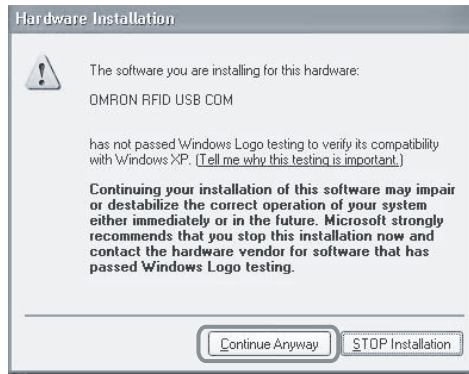 Hardware Installation
The software you are installing for this hardware:
OMRON RFID USB COM
has not passed Windows Logo testing to verify its compatibility
with Windows XP. (Tell me why this testing is important.)
Continuing your installation of this software may impair
or destabilize the correct operation of your system
either immediately or in the future. Microsoft strongly
recommends that you stop this installation now and
contact the hardware vendor for software that has
passed Windows Logo testing.
Continue Anyway STOP Installation